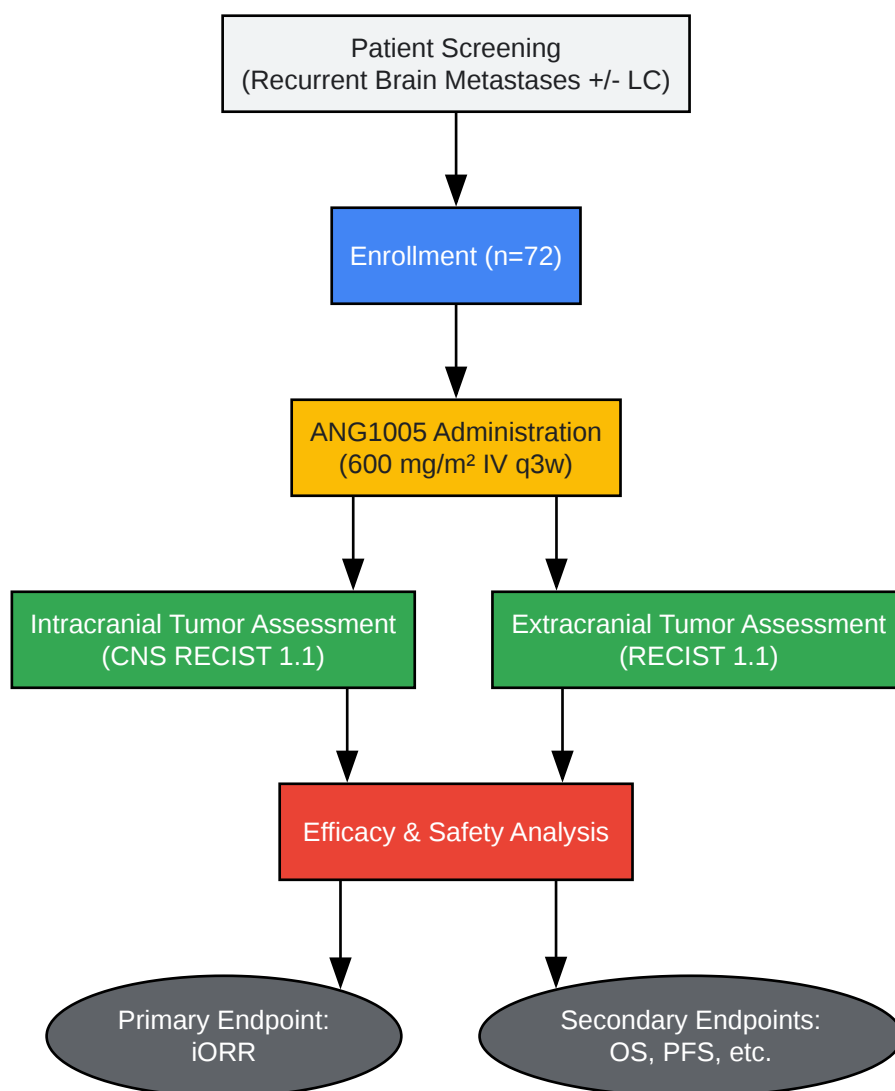 Patient Screening
(Recurrent Brain Metastases +/- LC)
Enrollment (n=72)
ANG1005 Administration
(600 mg/m² IV q3w)
Intracranial Tumor Assessment
(CNS RECIST 1.1)
Extracranial Tumor Assessment
(RECIST 1.1)
Efficacy & Safety Analysis
Primary Endpoint:
iORR
Secondary Endpoints:
OS, PFS, etc.